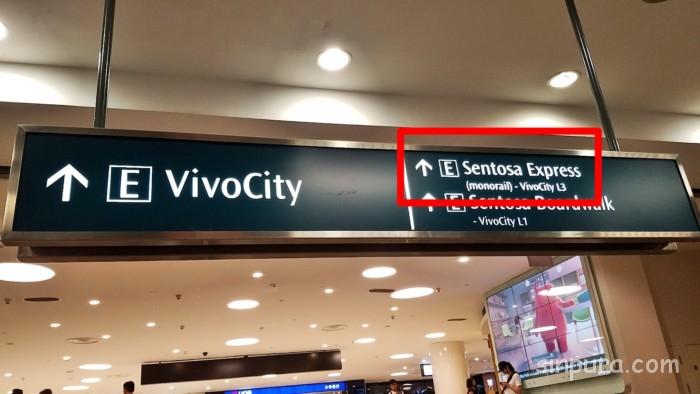 E VivoCity
E Sentosa Express
(monorail) - VivoCity L3
E Sentosa Boardwalk
- VivoCity L1
sinpura.com